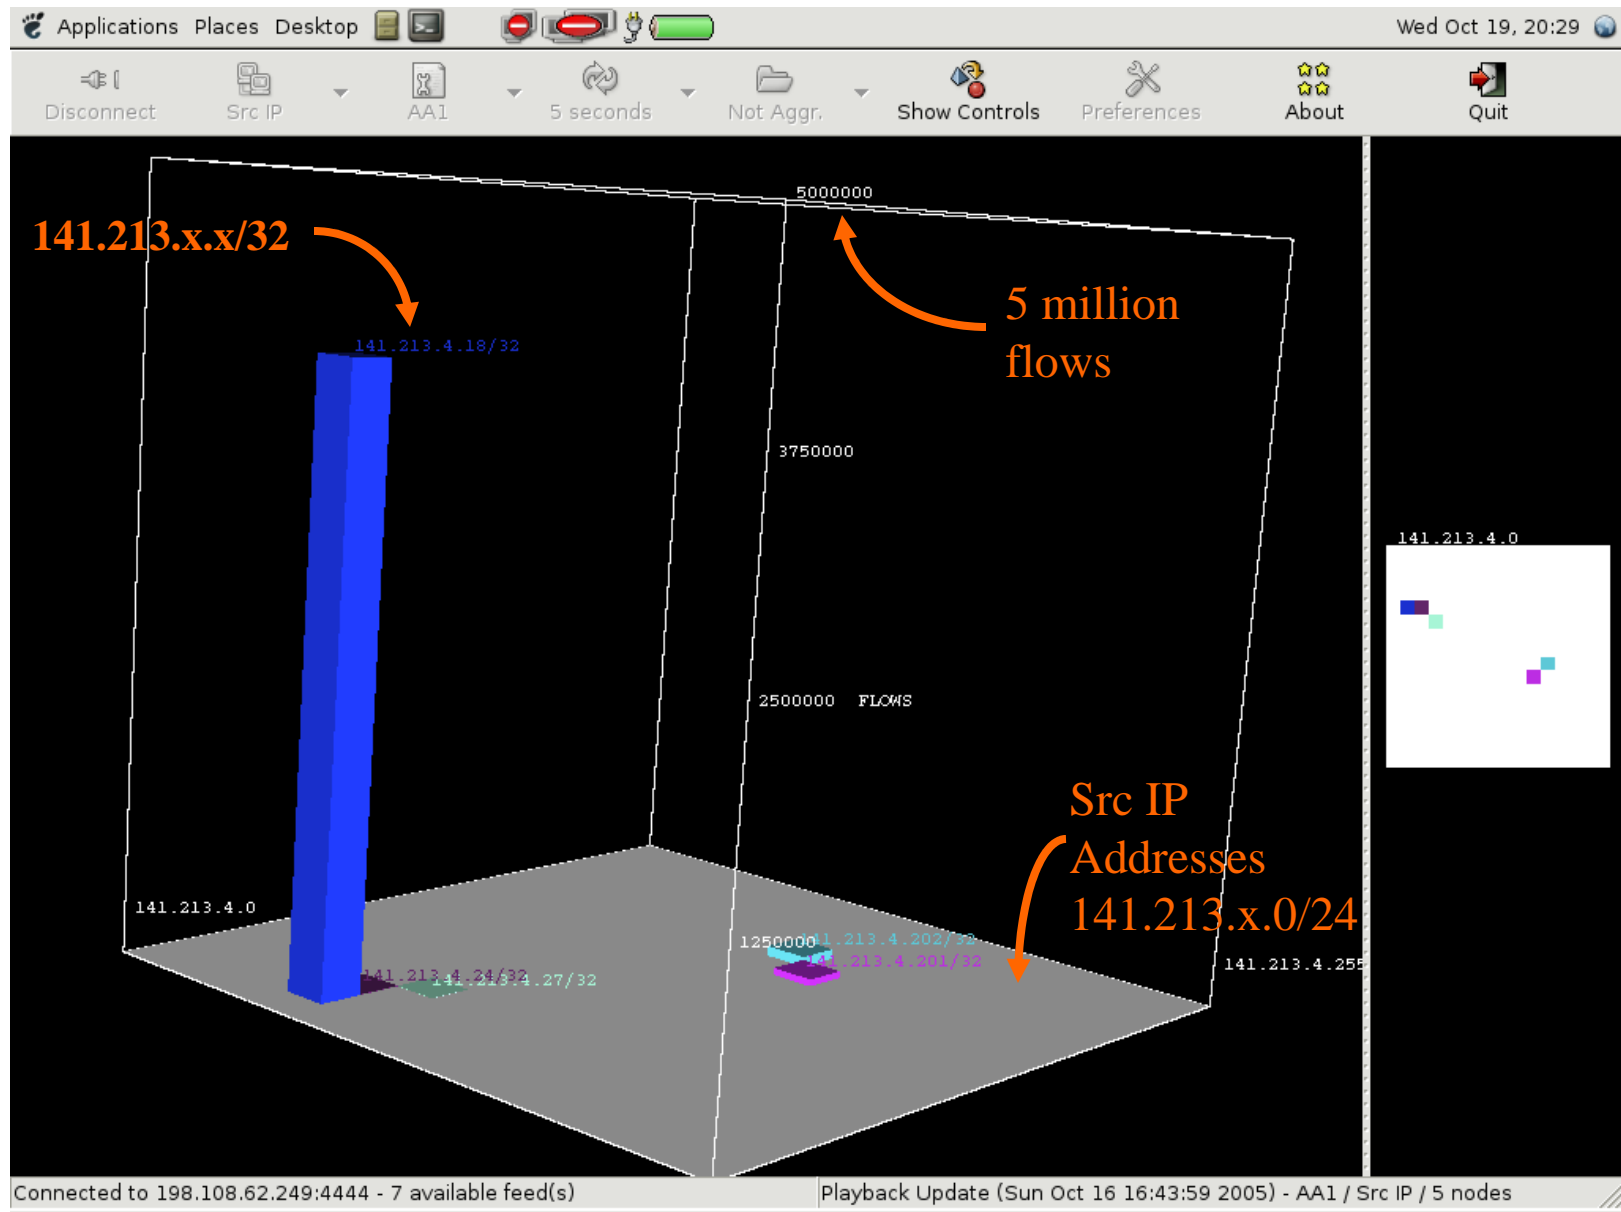 Applications Places Desktop
Wed Oct 19, 20:29
Disconnect
Src IP
AA1
5 seconds
Not Aggr.
Show Controls
Preferences
About
Quit
5000000
141.213.x.x/32
5 million
flows
141.213.4.18/32
3750000
141.213.4.0
2500000 FLOWS
Src IP
Addresses
141.213.x.0/24
141.213.4.0
1250000
141.213.4.202/32
141.213.4.201/32
141.213.4.255
141.213.4.24/32
141.213.4.27/32
Connected to 198.108.62.249:4444 - 7 available feed(s)
Playback Update (Sun Oct 16 16:43:59 2005) - AA1 / Src IP / 5 nodes